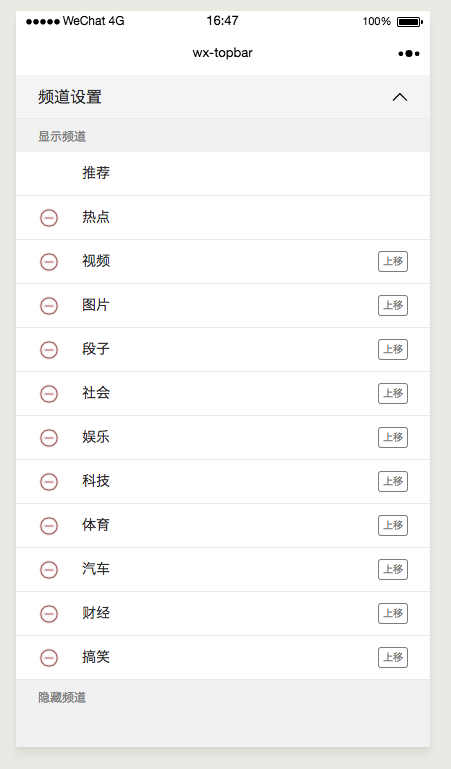 WeChat 4G 16:47 100%
wx-topbar
频道设置
显示频道
推荐
热点
视频 上移
图片 上移
段子 上移
社会 上移
娱乐 上移
科技 上移
体育 上移
汽车 上移
财经 上移
搞笑 上移
隐藏频道